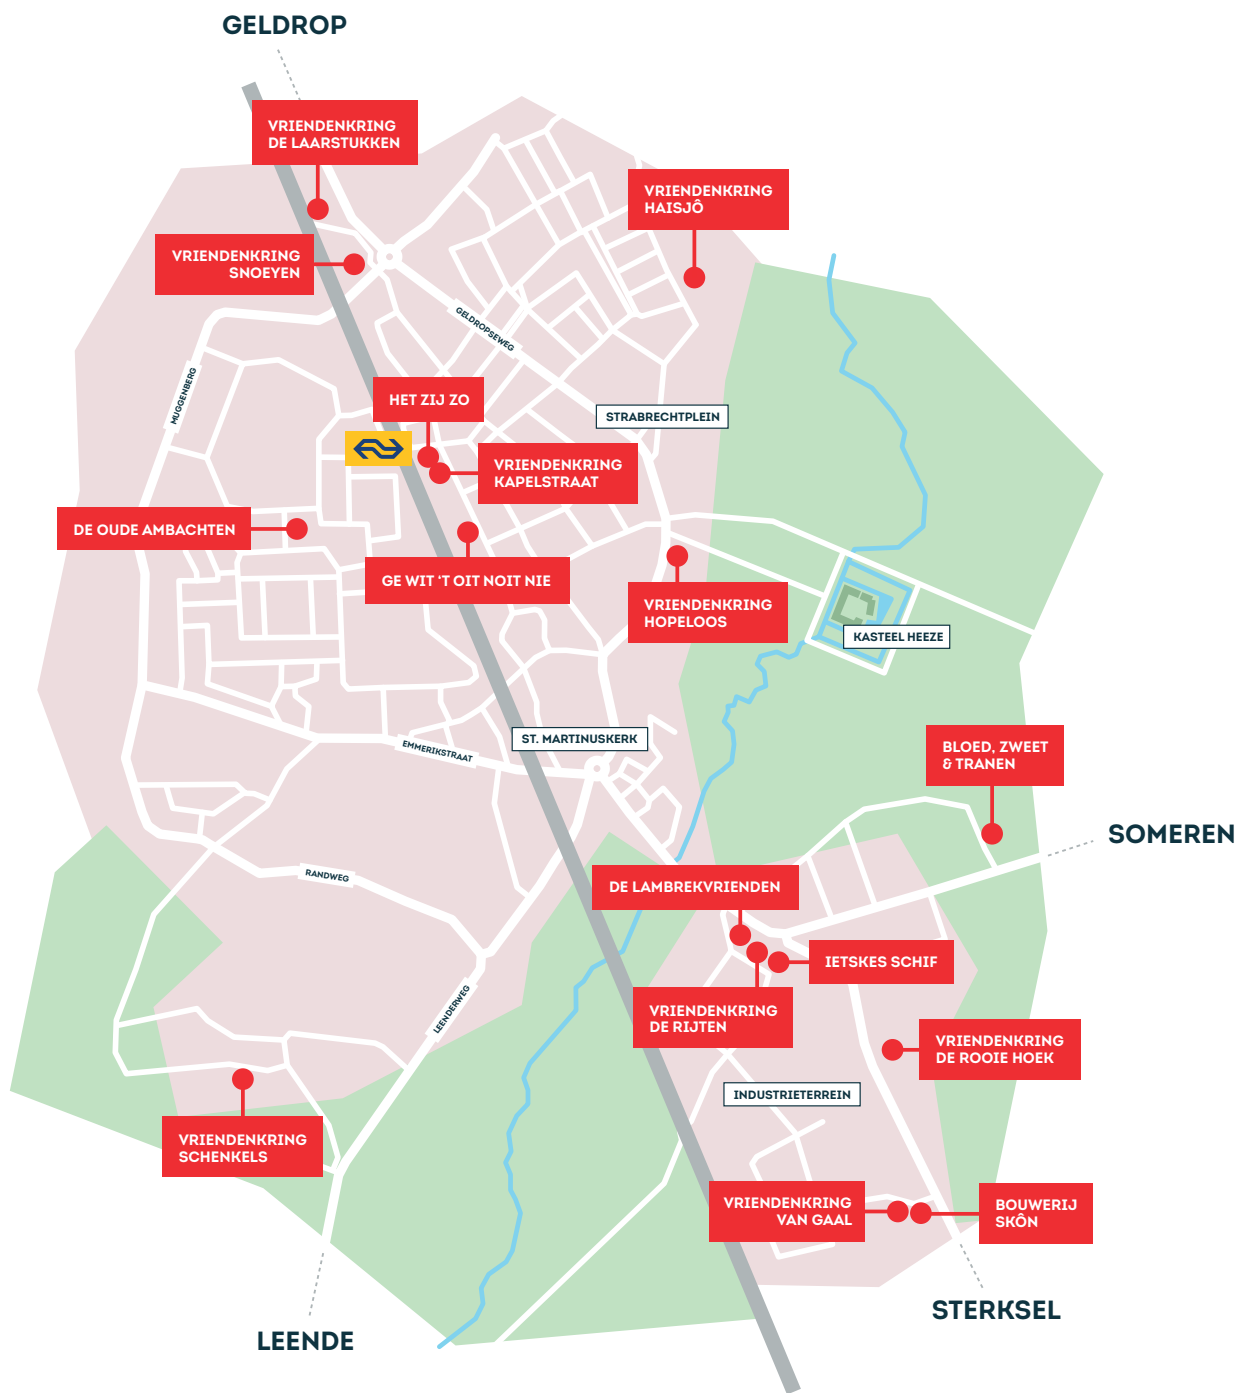 GELDROP
VRIENDENKRING
DE LAARSTUKKEN
VRIENDENKRING
HAISJÔ
VRIENDENKRING
SNOEYEN
GELDROPSEWEG
MUGGENBERG
HET ZIJ ZO
STRABRECHTPLEIN
VRIENDENKRING
KAPELSTRAAT
DE OUDE AMBACHTEN
GE WIT ‘T OIT NOIT NIE
VRIENDENKRING
HOPELOOS
KASTEEL HEEZE
EMMERIKSTRAAT
ST. MARTINUSKERK
BLOED, ZWEET
& TRANEN
SOMEREN
RANDWEG
DE LAMBREKVRIENDEN
IETSKES SCHIF
LEENDERWEG
VRIENDENKRING
DE RIJTEN
VRIENDENKRING
DE ROOIE HOEK
INDUSTRIETERREIN
VRIENDENKRING
SCHENKELS
VRIENDENKRING
VAN GAAL
BOUWERIJ
SKÔN
STERKSEL
LEENDE